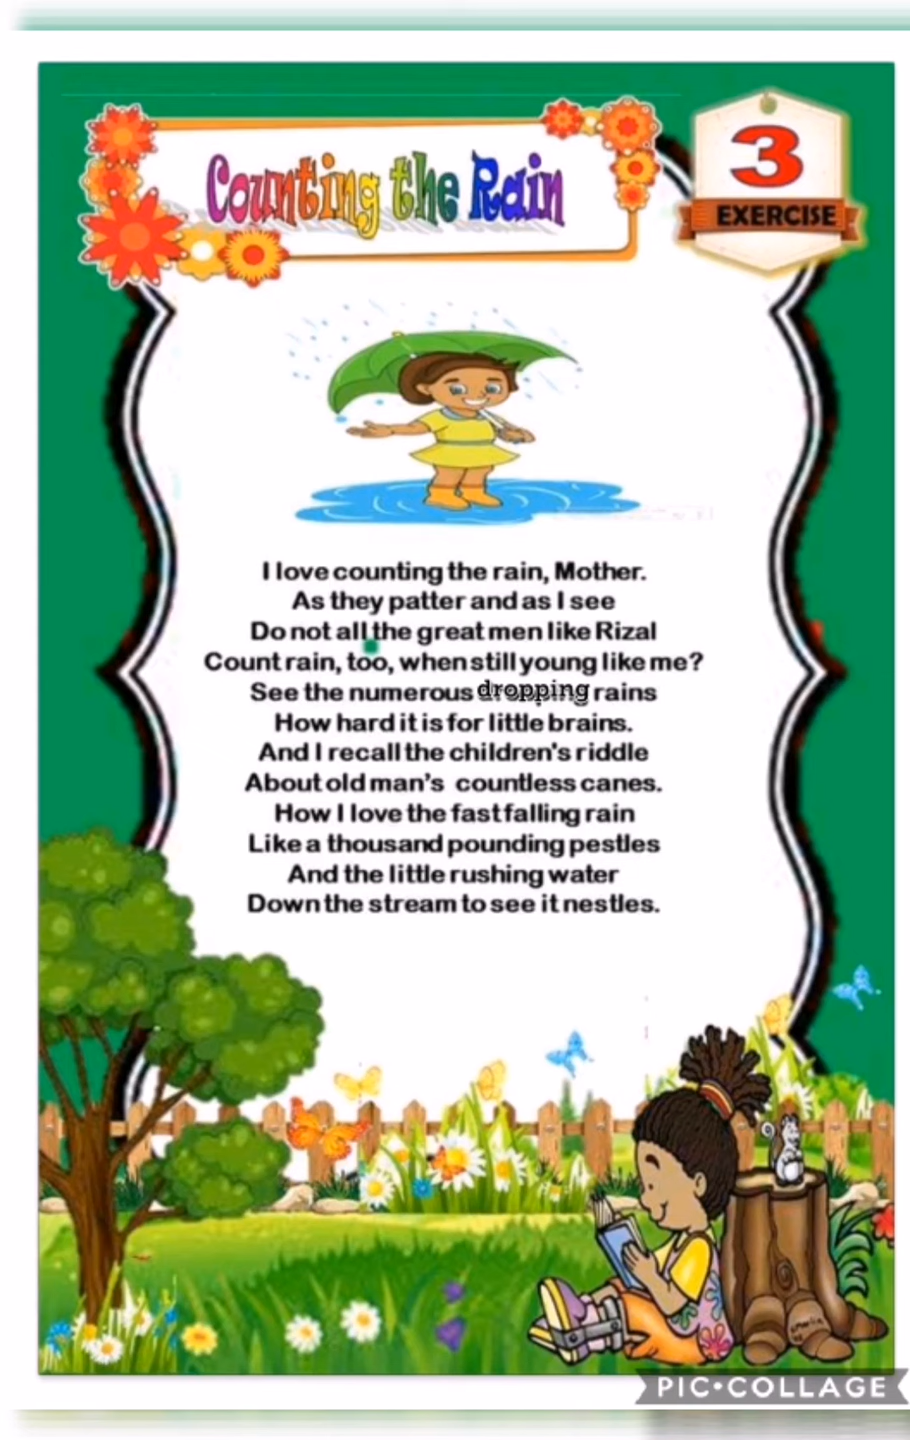 Counting the Rain
3
EXERCISE
I love counting the rain, Mother.
As they patter and as I see
Do not all the great men like Rizal
Count rain, too, when still young like me?
See the numerous dropping rains
How hard it is for little brains.
And I recall the children's riddle
About old man's countless canes.
How I love the fast falling rain
Like a thousand pounding pestles
And the little rushing water
Down the stream to see it nestles.
PIC•COLLAGE